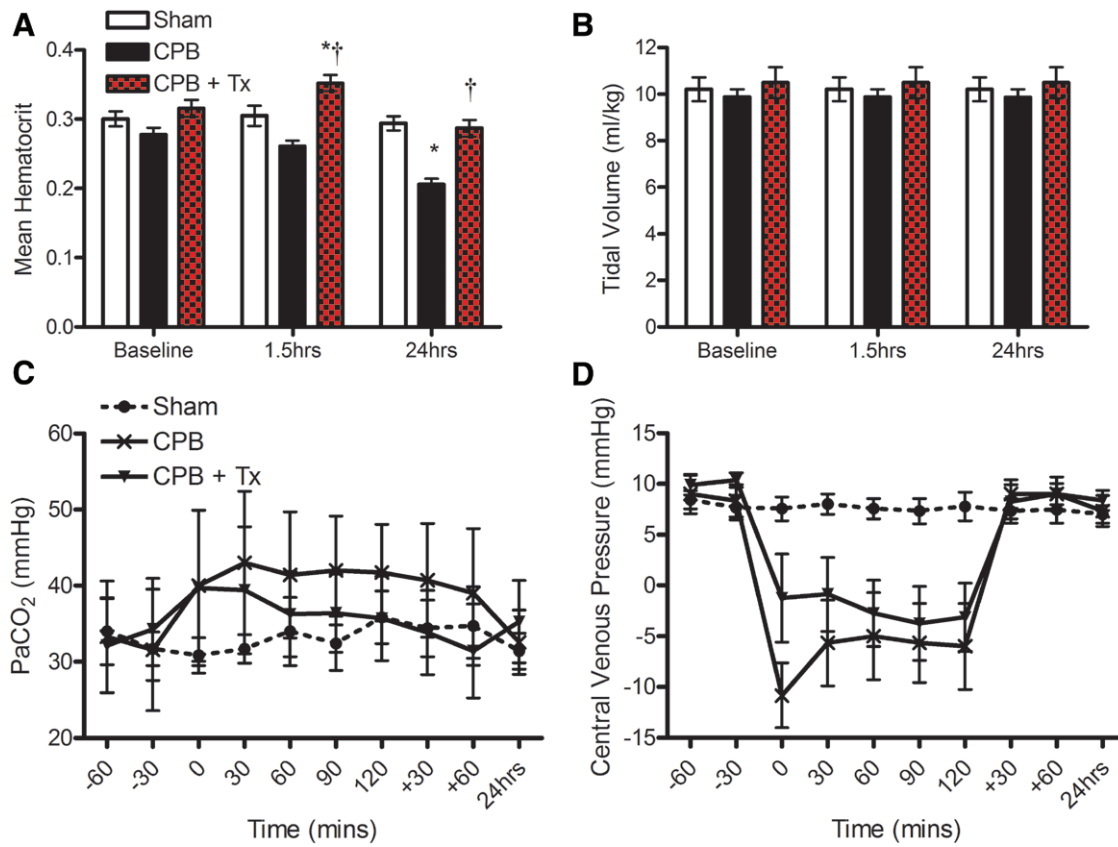 A
Sham
CPB
CPB + Tx
Mean Hematocrit
0.4
0.3
0.2
0.1
0.0
*†
*
†
Baseline
1.5hrs
24hrs
B
Tidal Volume (ml/kg)
12
10
8
6
4
2
0
Baseline
1.5hrs
24hrs
C
Sham
CPB
CPB + Tx
PaCO2 (mmHg)
60
50
40
30
20
-60
-30
0
30
60
90
120
+30
+60
24hrs
Time (mins)
D
Central Venous Pressure (mmHg)
15
10
5
0
-5
-10
-15
-60
-30
0
30
60
90
120
+30
+60
24hrs
Time (mins)